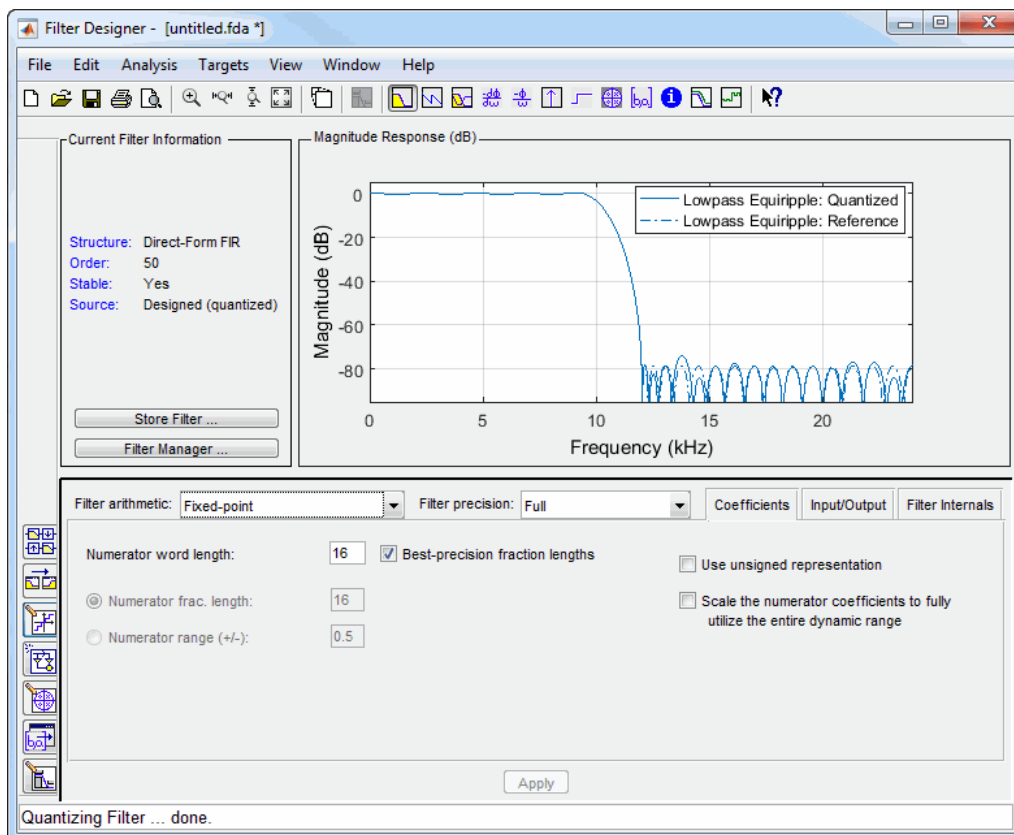 Filter Designer - [untitled.fda *]
File Edit Analysis Targets View Window Help
Current Filter Information
Structure: Direct-Form FIR
Order: 50
Stable: Yes
Source: Designed (quantized)
Store Filter ...
Filter Manager ...
Magnitude Response (dB)
Lowpass Equiripple: Quantized
Lowpass Equiripple: Reference
Magnitude (dB)
0
-20
-40
-60
-80
0 5 10 15 20
Frequency (kHz)
Filter arithmetic: Fixed-point Filter precision: Full Coefficients Input/Output Filter Internals
Numerator word length: 16 Best-precision fraction lengths
Numerator frac. length: 16
Numerator range (+/-): 0.5
Use unsigned representation
Scale the numerator coefficients to fully
utilize the entire dynamic range
Apply
Quantizing Filter ... done.